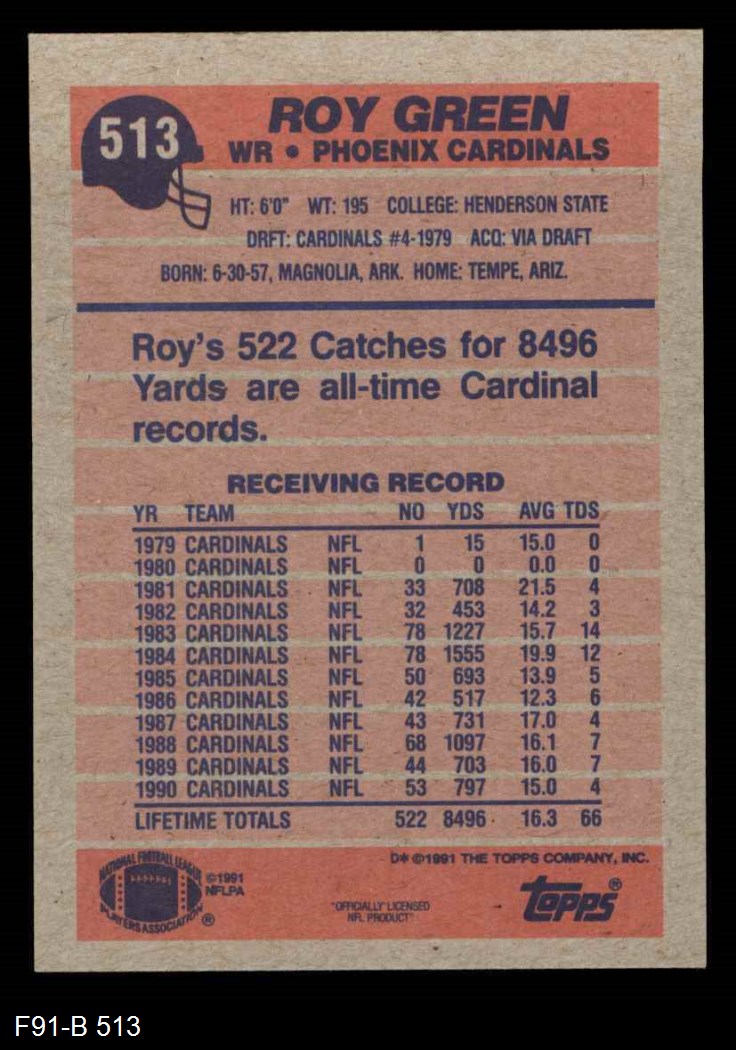 513
ROY GREEN
WR • PHOENIX CARDINALS
HT: 6'0" WT: 195 COLLEGE: HENDERSON STATE
DRFT: CARDINALS #4-1979 ACQ: VIA DRAFT
BORN: 6-30-57, MAGNOLIA, ARK. HOME: TEMPE, ARIZ.
Roy's 522 Catches for 8496
Yards are all-time Cardinal
records.
RECEIVING RECORD
YR TEAM NO YDS AVG TDS
1979 CARDINALS NFL 1 15 15.0 0
1980 CARDINALS NFL 0 0 0.0 0
1981 CARDINALS NFL 33 708 21.5 4
1982 CARDINALS NFL 32 453 14.2 3
1983 CARDINALS NFL 78 1227 15.7 14
1984 CARDINALS NFL 78 1555 19.9 12
1985 CARDINALS NFL 50 693 13.9 5
1986 CARDINALS NFL 42 517 12.3 6
1987 CARDINALS NFL 43 731 17.0 4
1988 CARDINALS NFL 68 1097 16.1 7
1989 CARDINALS NFL 44 703 16.0 7
1990 CARDINALS NFL 53 797 15.0 4
LIFETIME TOTALS 522 8496 16.3 66
D* ©1991 THE TOPPS COMPANY, INC.
NATIONAL FOOTBALL LEAGUE
PLAYERS ASSOCIATION ®
©1991
NFLPA
"OFFICIALLY LICENSED
NFL PRODUCT"
topps®
F91-B 513